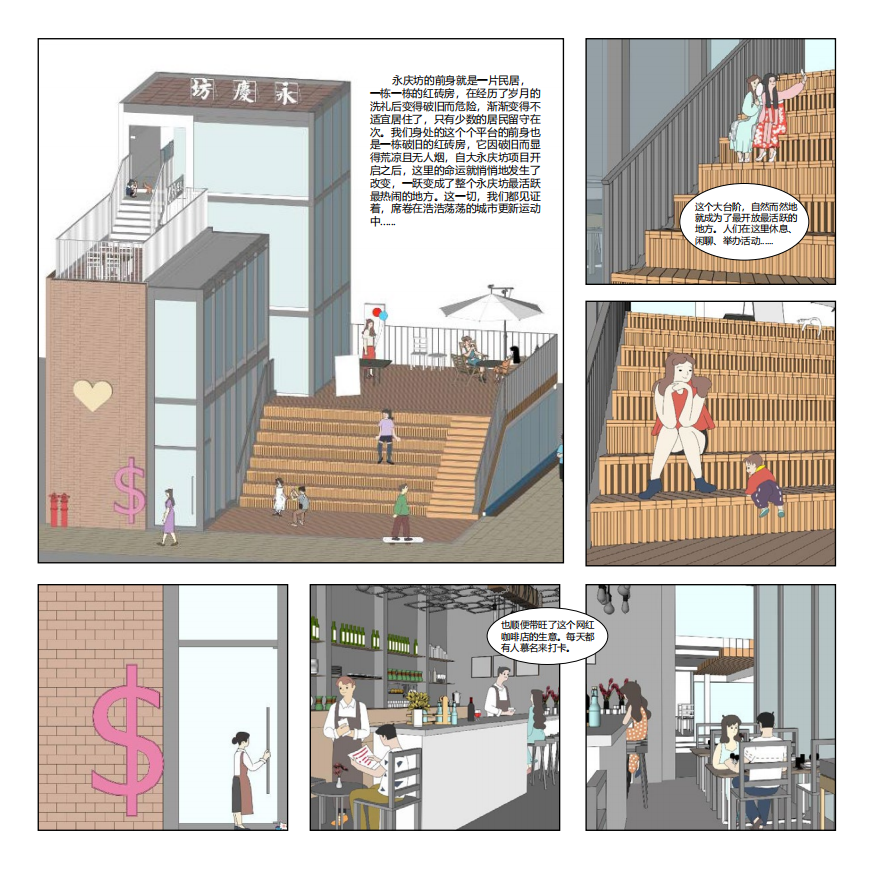 永慶坊
永庆坊的前身就是一片民居，
一栋一栋的红砖房，在经历了岁月的
洗礼后变得破旧而危险，渐渐变得不
适宜居住了，只有少数的居民留守在
次。我们身处的这个个平台的前身也
是一栋破旧的红砖房，它因破旧而显
得荒凉且无人烟，自大永庆坊项目开
启之后，这里的命运就悄悄地发生了
改变，一跃变成了整个永庆坊最活跃
最热闹的地方。这一切，我们都见证
着，席卷在浩浩荡荡的城市更新运动
中......
这个大台阶，自然而然地
就成为了最开放最活跃的
地方。人们在这里休息、
闲聊、举办活动......
也顺便带旺了这个网红
咖啡店的生意。每天都
有人慕名来打卡。